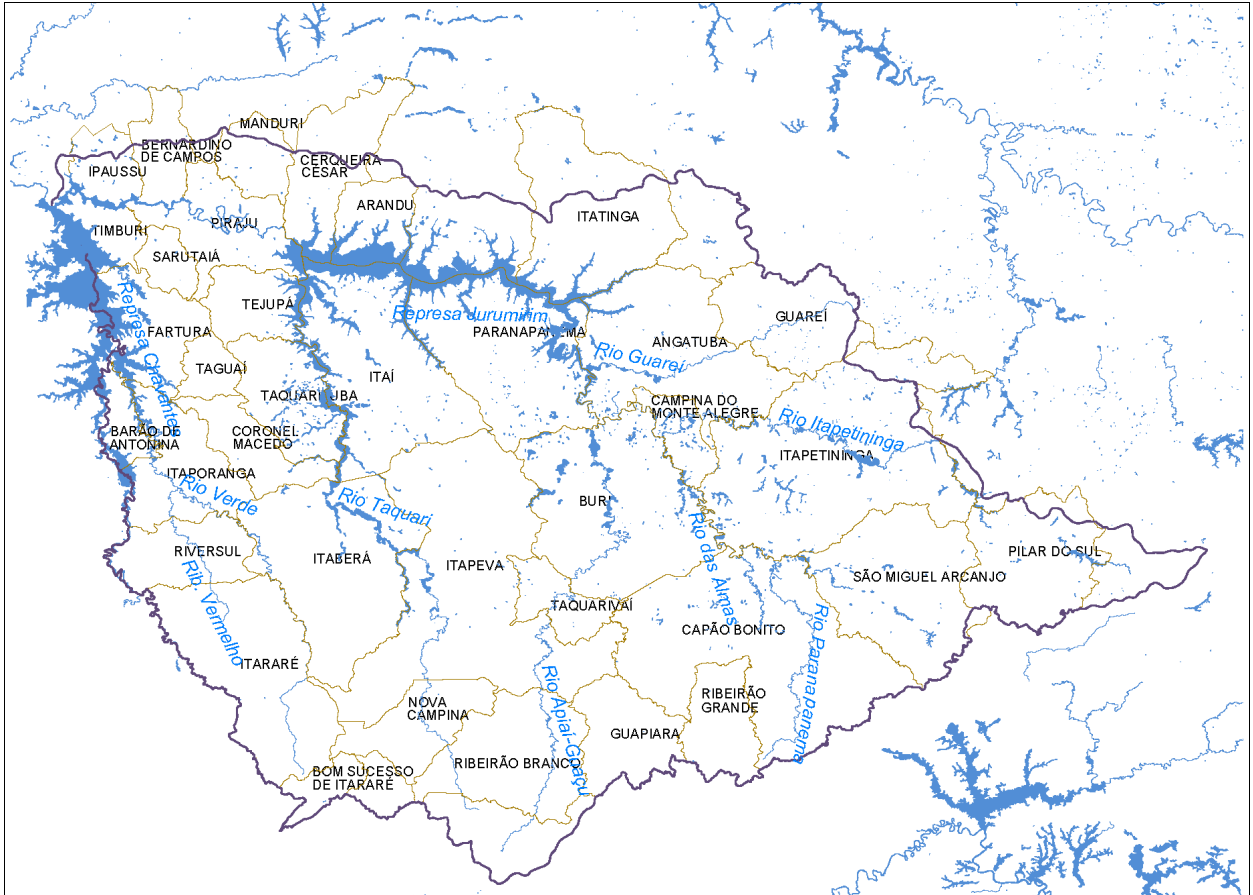 MANDURI
BERNARDINO
DE CAMPOS
IPAUSSU
CERQUEIRA
CESAR
ARANDU
ITATINGA
TIMBURI
PIRAJU
SARUTAIÁ
TEJUPÁ
Represa Jurumirim
PARANAPANEMA
GUAREÍ
Represa Chavantes
FARTURA
ANGATUBA
Rio Guareí
TAGUAÍ
ITAÍ
TAQUARITUBA
CAMPINA DO
MONTE ALEGRE
Rio Itapetininga
BARÃO DE
ANTONINA
CORONEL
MACEDO
ITAPETININGA
ITAPORANGA
Rio Verde
Rio Taquari
BURI
RIVERSUL
ITABERÁ
ITAPEVA
Rio das Almas
PILAR DO SUL
SÃO MIGUEL ARCANJO
Rib. Vermelho
TAQUARIVAÍ
CAPÃO BONITO
Rio Paranapanema
ITARARÉ
Rio Apiaí-Goaçu
RIBEIRÃO
GRANDE
NOVA
CAMPINA
GUAPIARA
RIBEIRÃO BRANCO
BOM SUCESSO
DE ITARARÉ